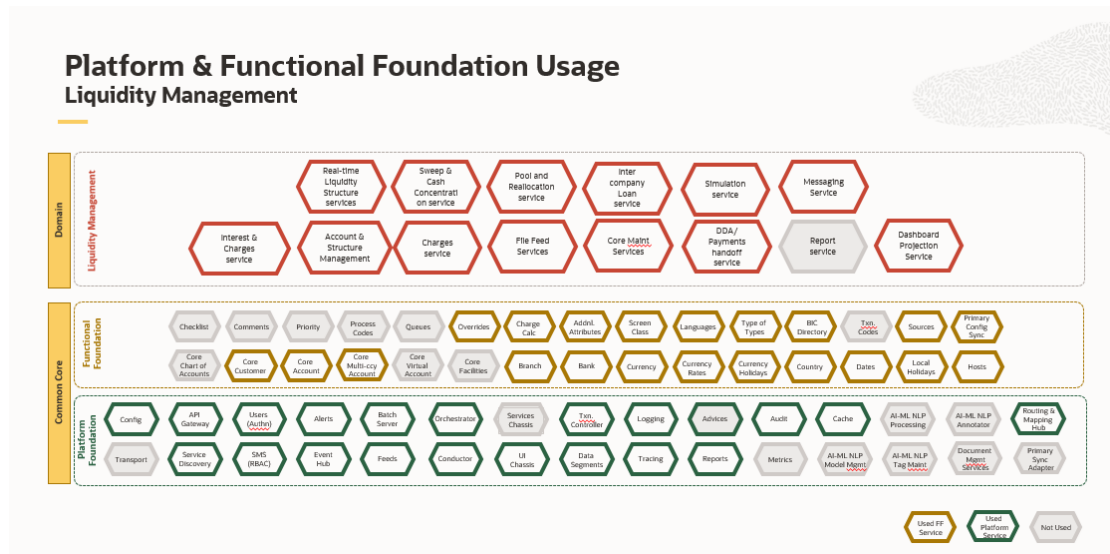 Platform & Functional Foundation Usage
Liquidity Management
Domain
Liquidity Management
Real-time
Liquidity
Structure
services
Sweep &
Cash
Concentrati
on service
Pool and
Reallocation
service
Inter
company
Loan
service
Simulation
service
Messaging
Service
Interest &
Charges
service
Account &
Structure
Management
Charges
service
File Feed
Services
Core Maint
Services
DDA/
Payments
handoff
service
Report
service
Dashboard
Projection
Service
Common Core
Functional
Foundation
Checklist
Comments
Priority
Process
Codes
Queues
Overrides
Charge
Calc
Addnl.
Attributes
Screen
Class
Languages
Type of
Types
BIC
Directory
Txn.
Codes
Sources
Primary
Config
Sync
Core
Chart of
Accounts
Core
Customer
Core
Account
Core
Multi-ccy
Account
Core
Virtual
Account
Core
Facilities
Branch
Bank
Currency
Currency
Rates
Currency
Holidays
Country
Dates
Local
Holidays
Hosts
Platform
Foundation
Config
API
Gateway
Users
(Authn)
Alerts
Batch
Server
Orchestrator
Services
Chassis
Txn.
Controller
Logging
Advices
Audit
Cache
AI-ML NLP
Processing
AI-ML NLP
Annotator
Routing &
Mapping
Hub
Transport
Service
Discovery
SMS
(RBAC)
Event
Hub
Feeds
Conductor
UI
Chassis
Data
Segments
Tracing
Reports
Metrics
AI-ML NLP
Model Mgmt
AI-ML NLP
Tag Maint
Document
Mgmt
Services
Primary
Sync
Adapter
Used FF
Service
Used
Platform
Service
Not Used